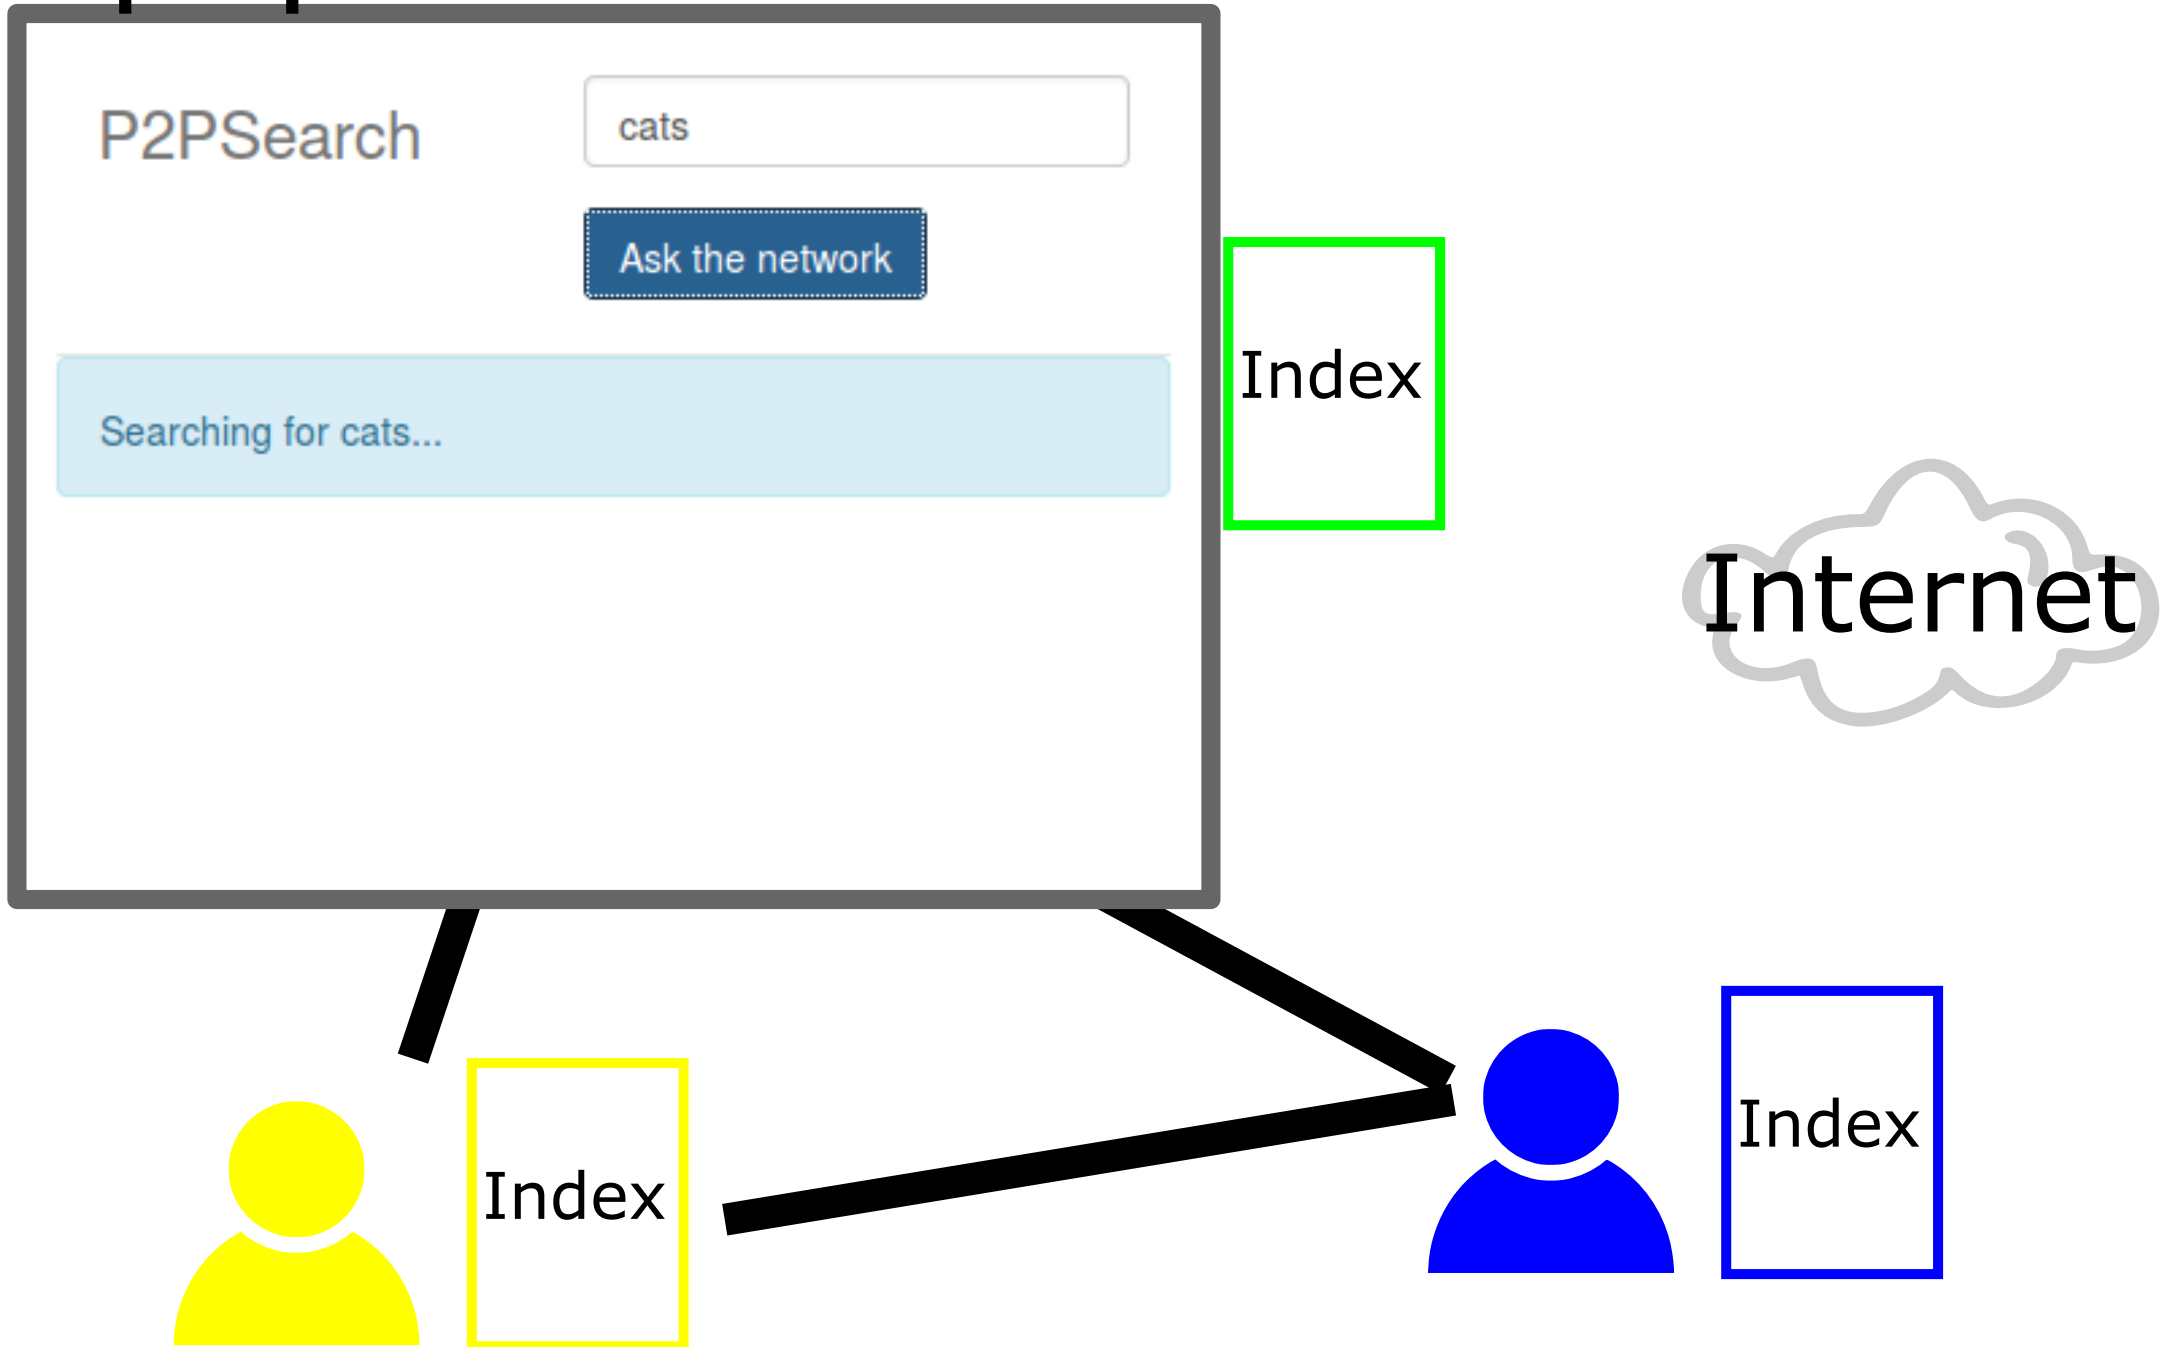 P2PSearch
cats
Ask the network
Searching for cats...
Index
Internet
Index
Index